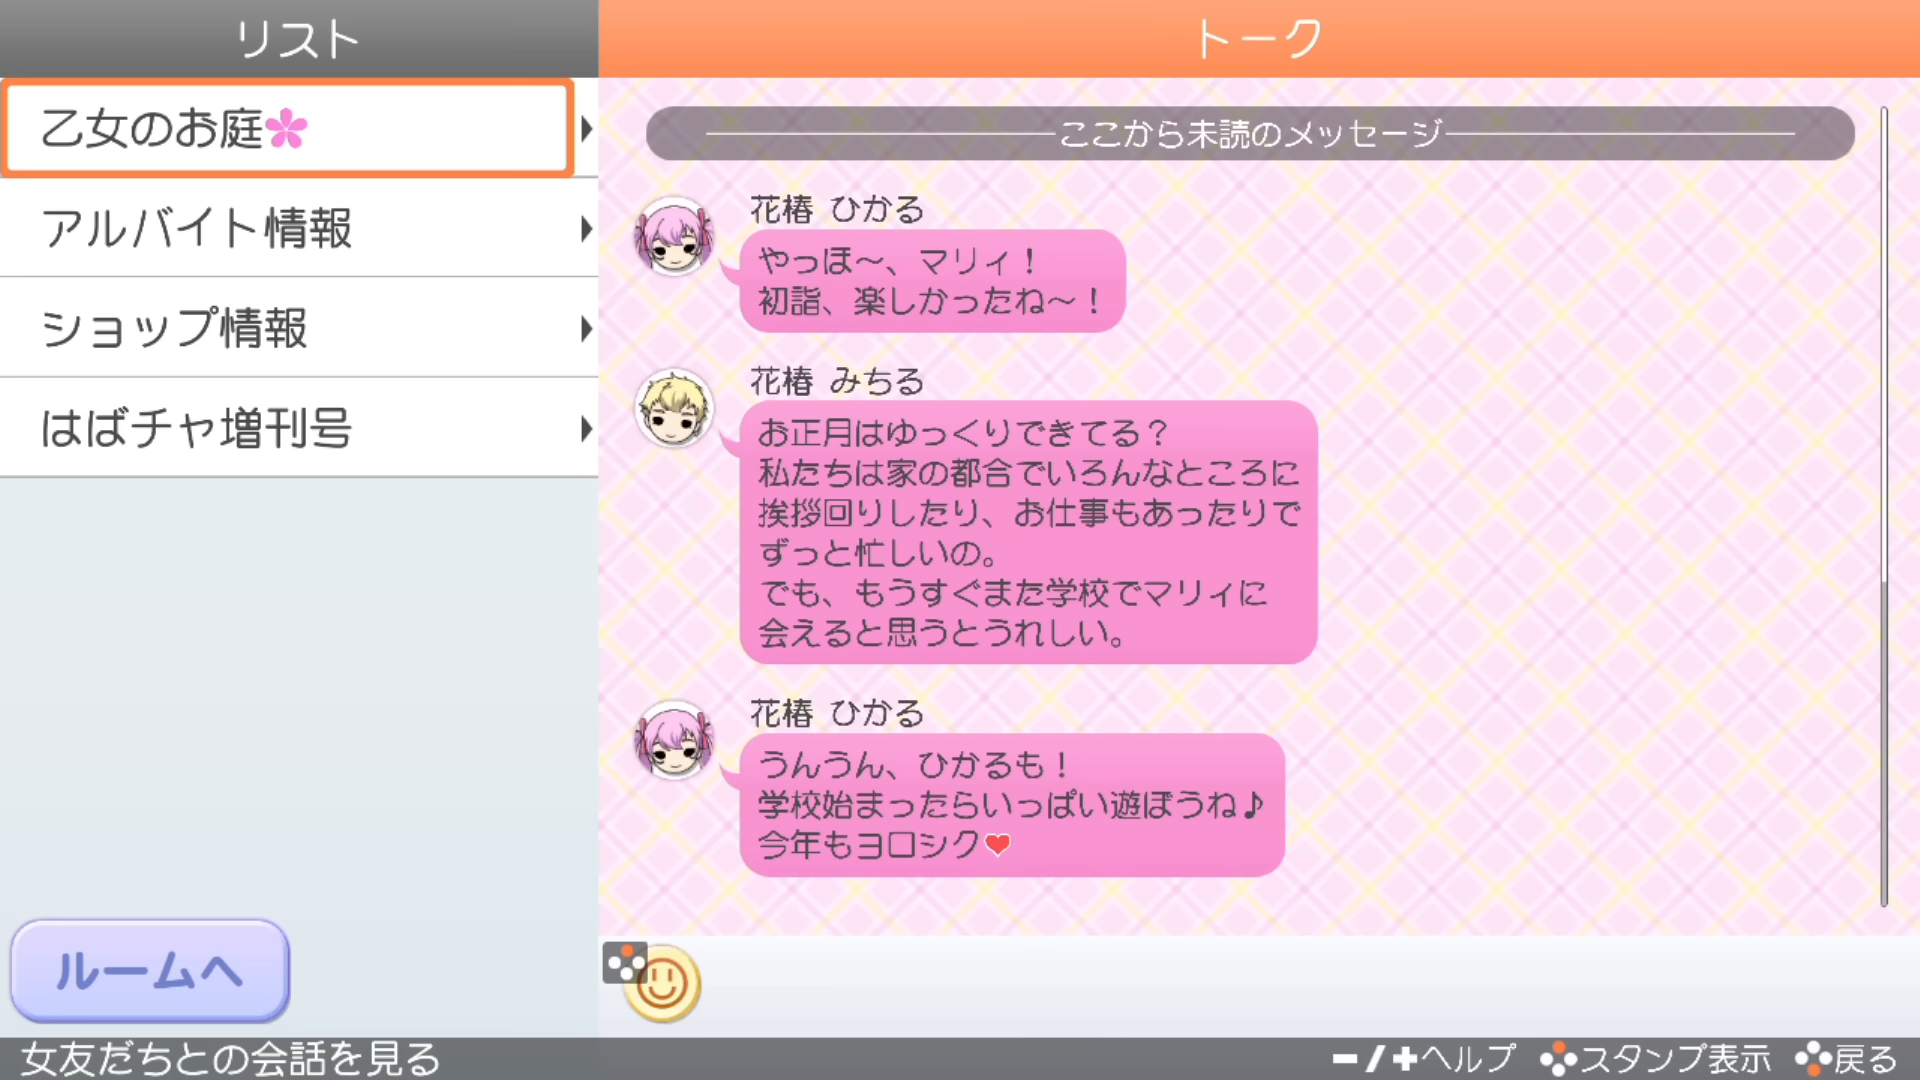 リスト
乙女のお庭
アルバイト情報
ショップ情報
はばチャ増刊号
ルームへ
トーク
ここから未読のメッセージ
花椿 ひかる
やっほ～、マリィ！
初詣、楽しかったね～！
花椿 みちる
お正月はゆっくりできてる？
私たちは家の都合でいろんなところに
挨拶回りしたり、お仕事もあったりで
ずっと忙しいの。
でも、もうすぐまた学校でマリィに
会えると思うとうれしい。
花椿 ひかる
うんうん、ひかるも！
学校始まったらいっぱい遊ぼうね♪
今年もヨロシク❤
女友だちとの会話を見る
ー/＋ヘルプ スタンプ表示 戻る